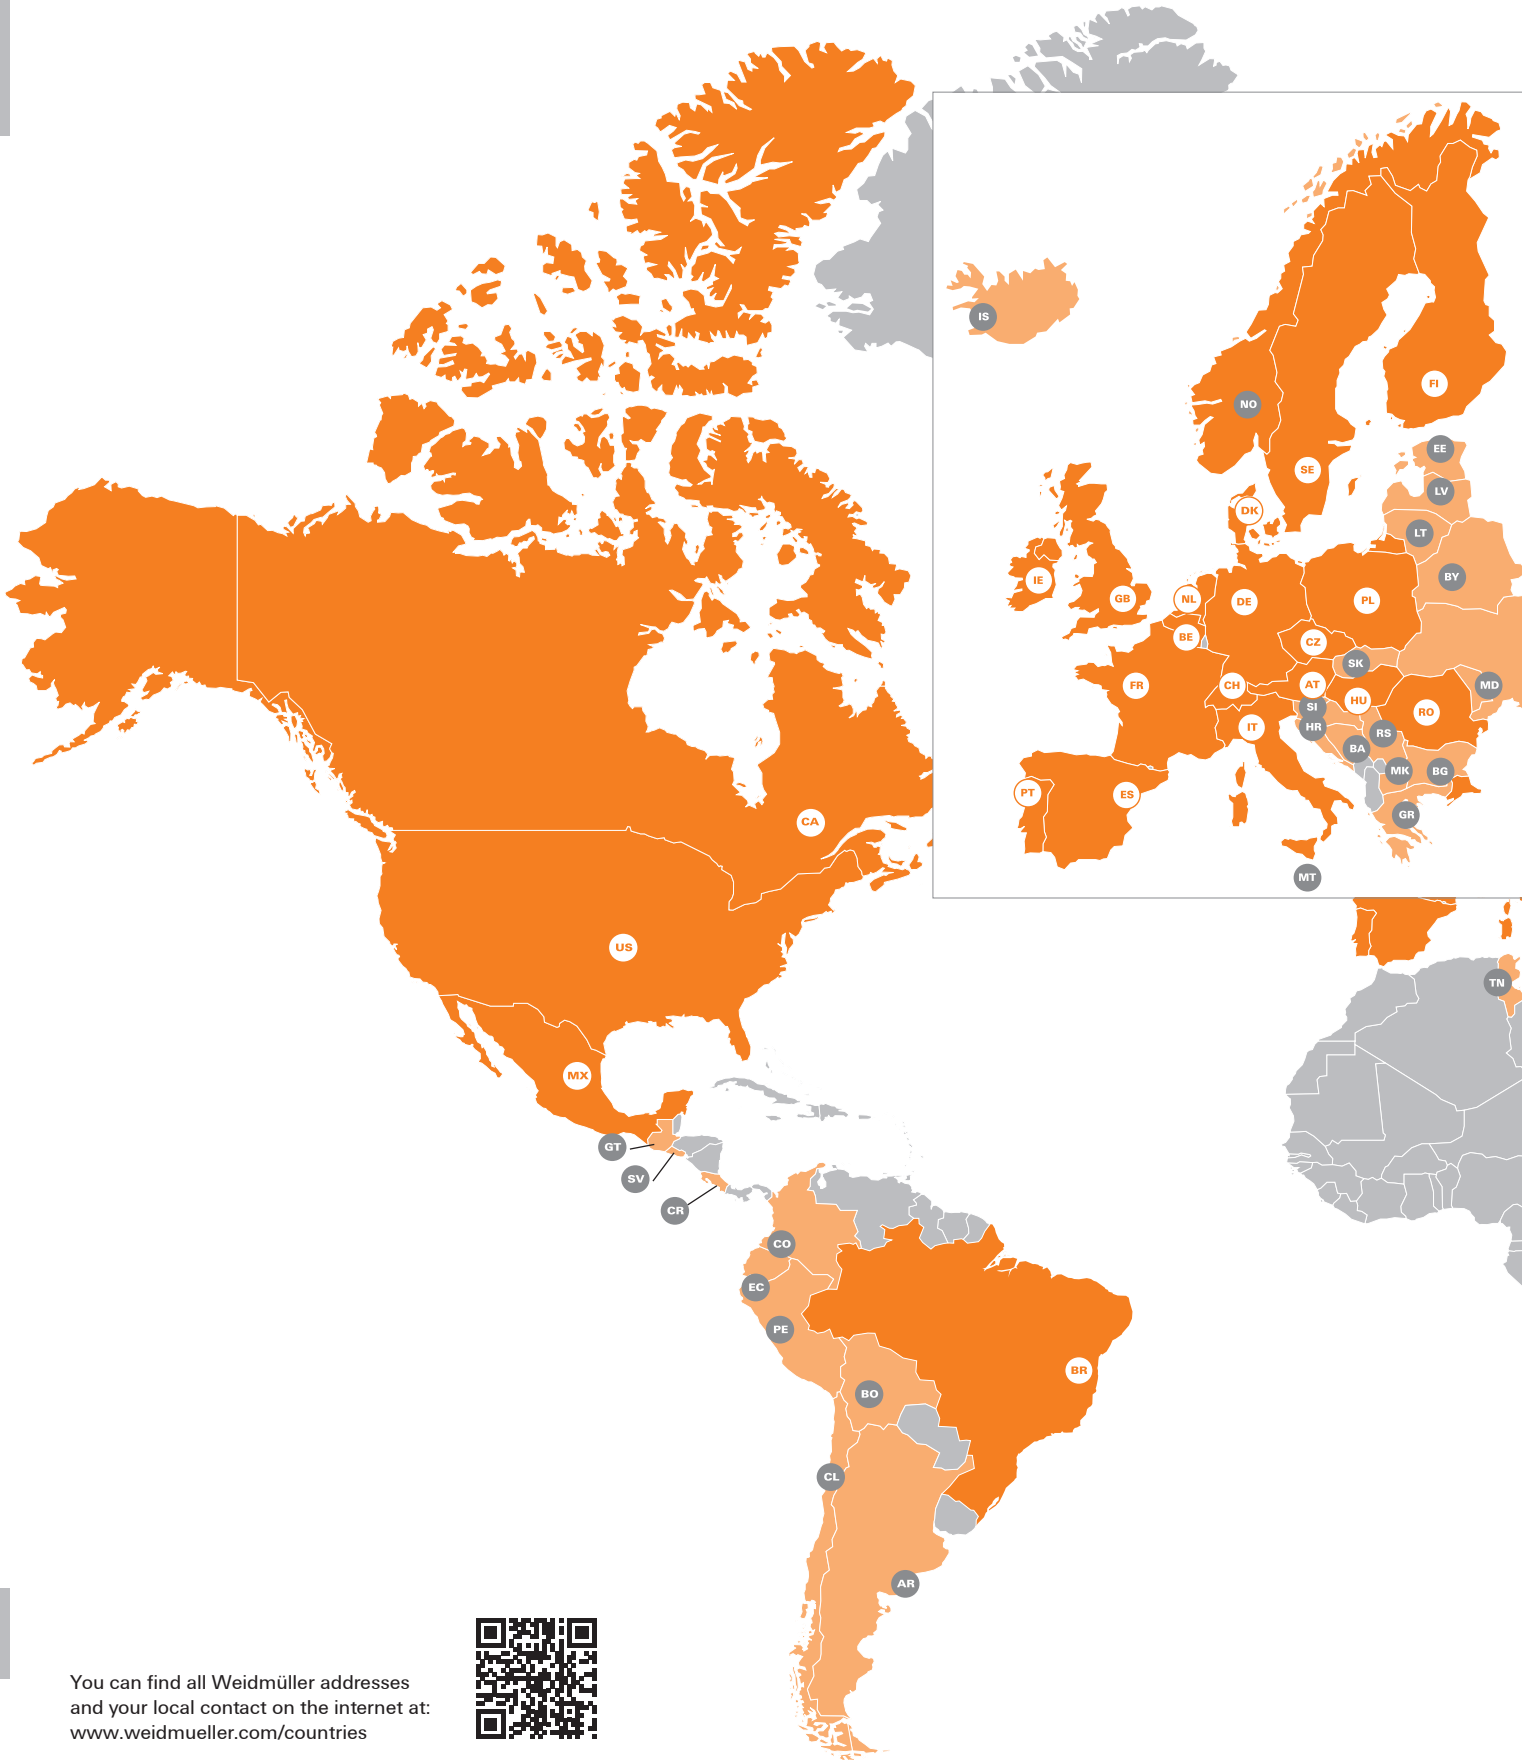 IS
FI
NO
EE
SE
LV
DK
LT
BY
IE
GB
NL
DE
PL
BE
CZ
SK
FR
CH
AT
MD
HU
SI
RO
HR
IT
RS
BA
MK
BG
PT
ES
GR
MT
CA
US
TN
MX
GT
SV
CR
CO
EC
PE
BR
BO
CL
AR
You can find all Weidmüller addresses
and your local contact on the internet at:
www.weidmueller.com/countries